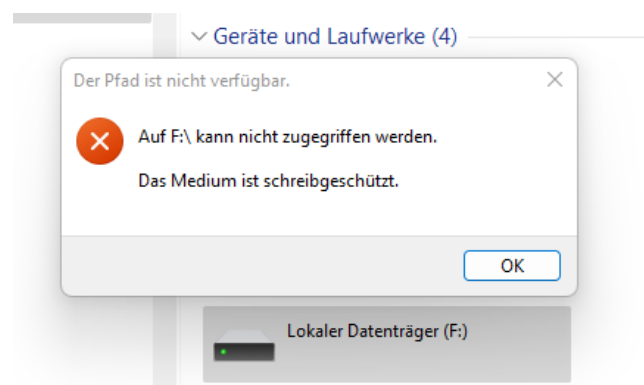 Geräte und Laufwerke (4)
Der Pfad ist nicht verfügbar.
Auf F:\ kann nicht zugegriffen werden.
Das Medium ist schreibgeschützt.
OK
Lokaler Datenträger (F:)